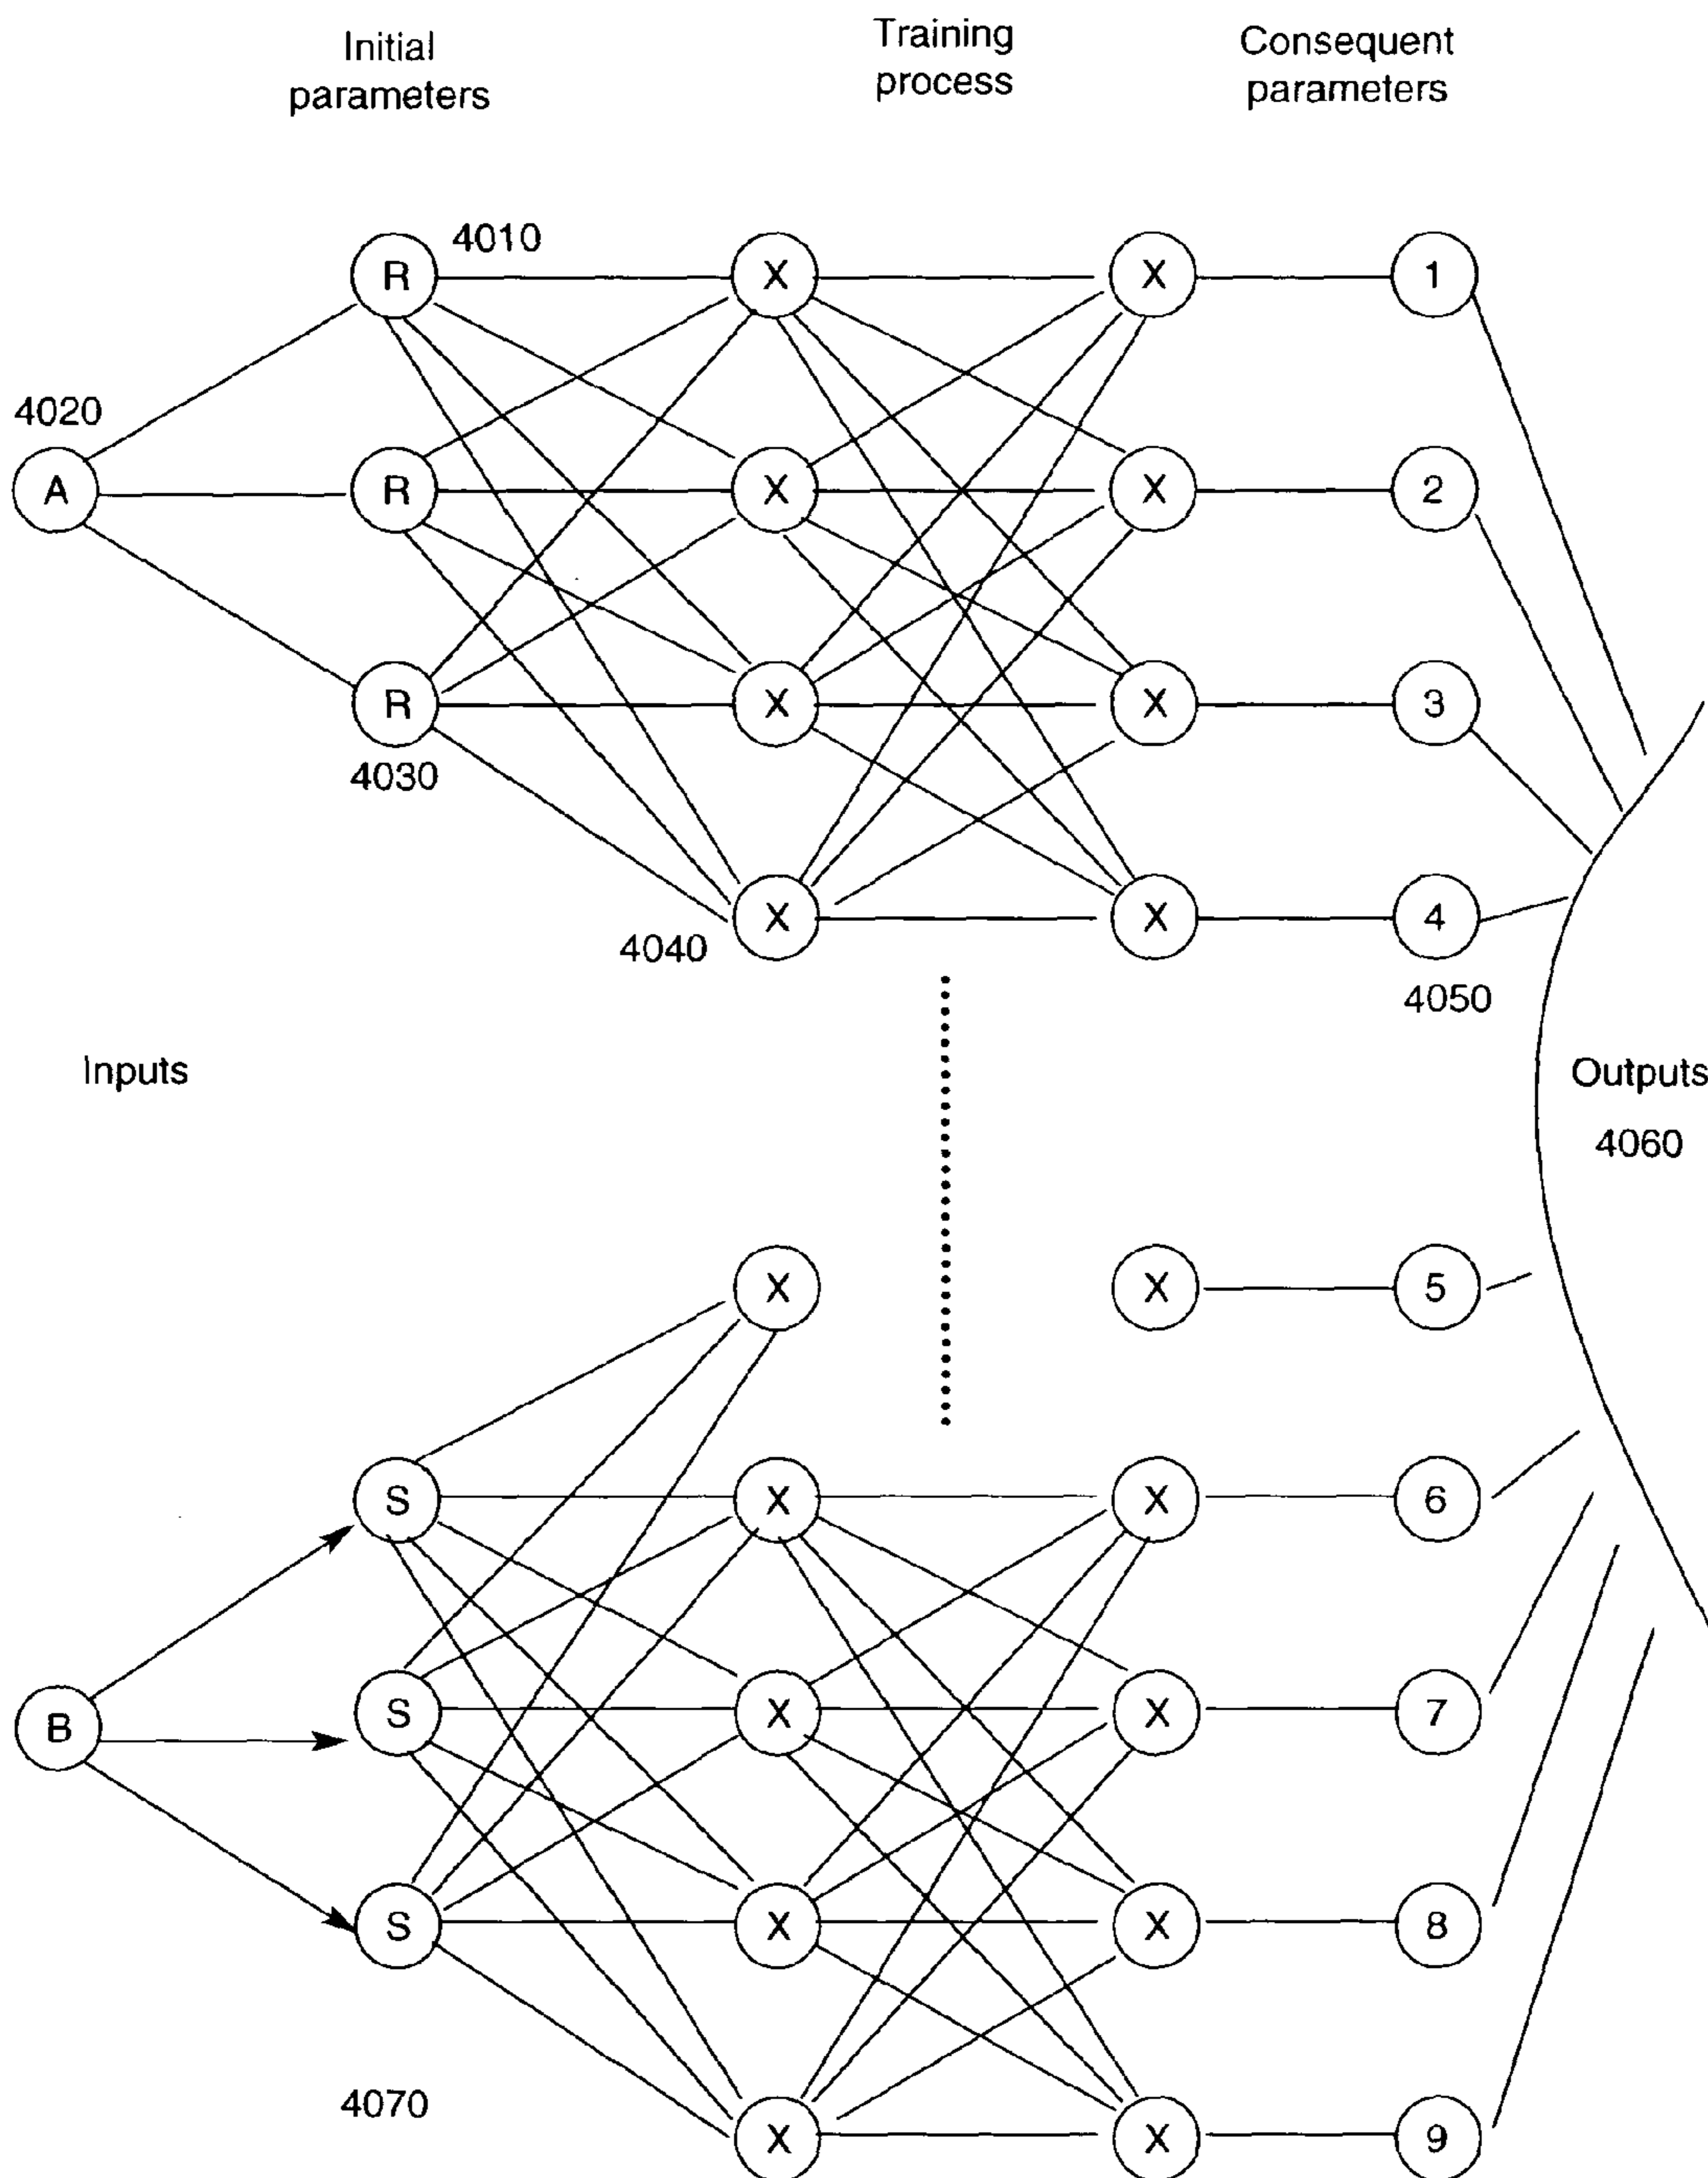 Initial
parameters
Training
process
Consequent
parameters
4010
R X X 1
4020
A R X X 2
R X X 3
4030
X X 4
4040
4050
Inputs
Outputs
4060
X X 5
S X X 6
S X X 7
B
S X X 8
4070
X X 9